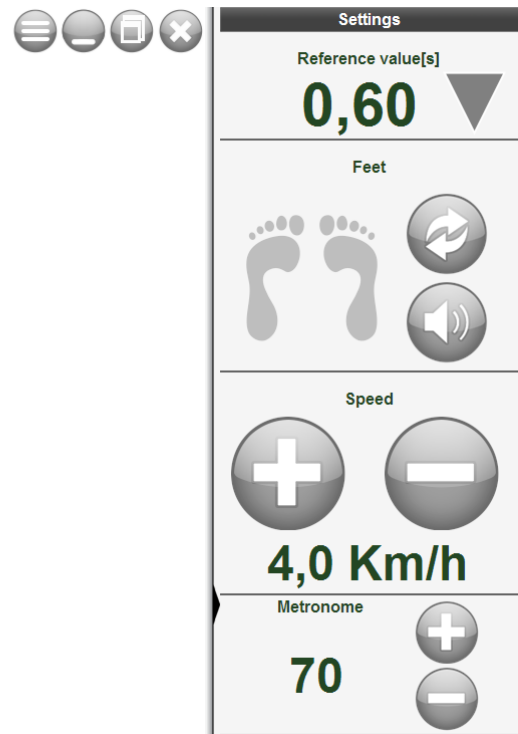 Settings
Reference value[s]
0,60
Feet
Speed
4,0 Km/h
Metronome
70